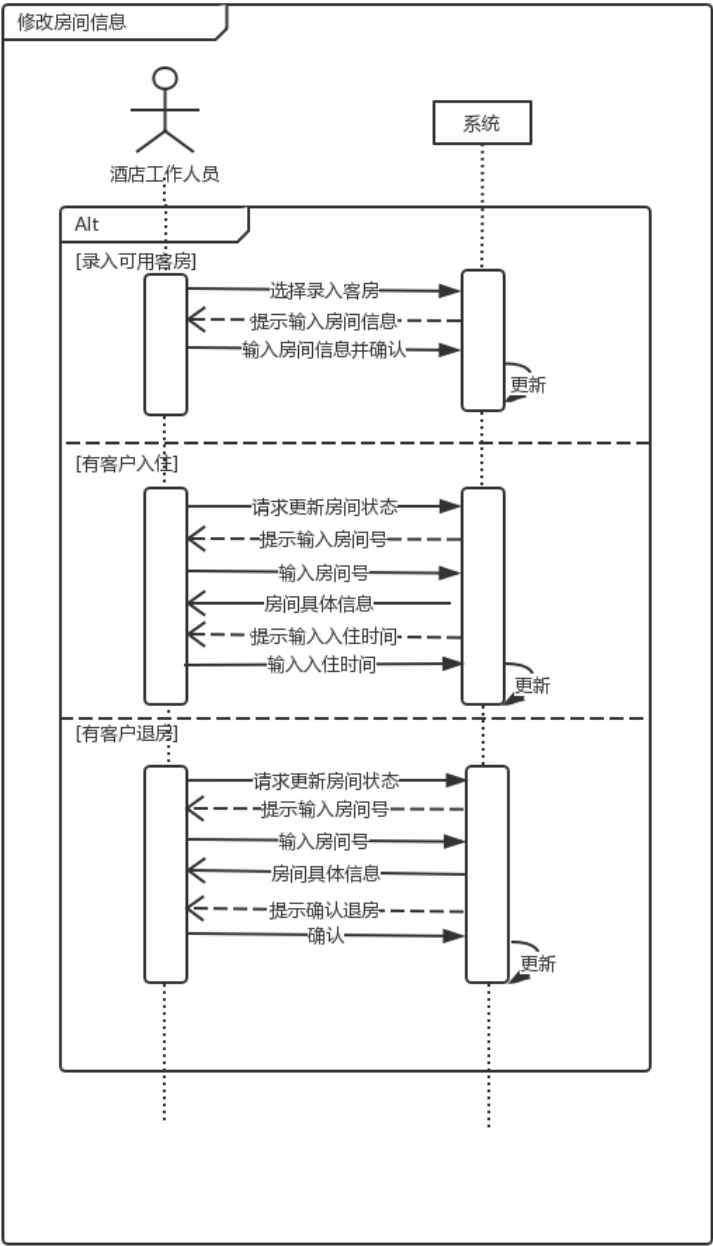 修改房间信息
酒店工作人员
系统
Alt
[录入可用客房]
选择录入客房
提示输入房间信息
输入房间信息并确认
更新
[有客户入住]
请求更新房间状态
提示输入房间号
输入房间号
房间具体信息
提示输入入住时间
输入入住时间
更新
[有客户退房]
请求更新房间状态
提示输入房间号
输入房间号
房间具体信息
提示确认退房
确认
更新